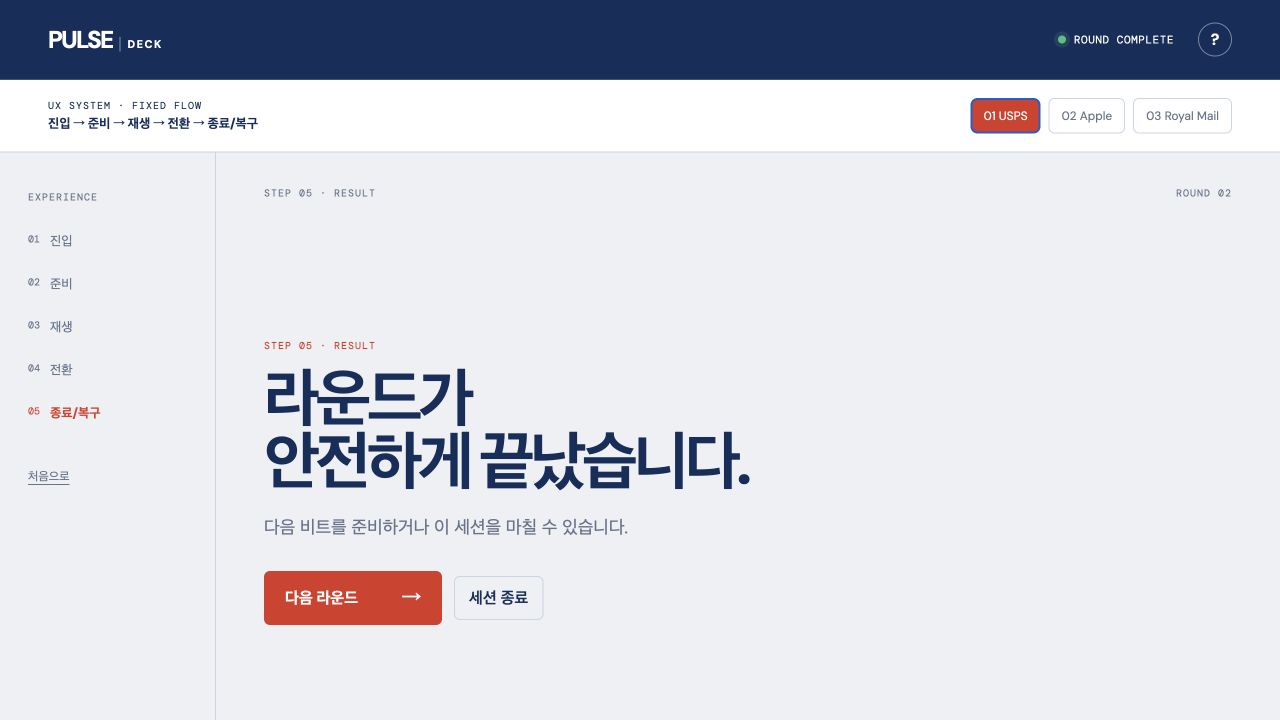 PULSE | DECK
ROUND COMPLETE
?
UX SYSTEM · FIXED FLOW
진입 → 준비 → 재생 → 전환 → 종료/복구
01 USPS
02 Apple
03 Royal Mail
EXPERIENCE
01 진입
02 준비
03 재생
04 전환
05 종료/복구
처음으로
STEP 05 · RESULT
ROUND 02
STEP 05 · RESULT
라운드가
안전하게 끝났습니다.
다음 비트를 준비하거나 이 세션을 마칠 수 있습니다.
다음 라운드 →
세션 종료